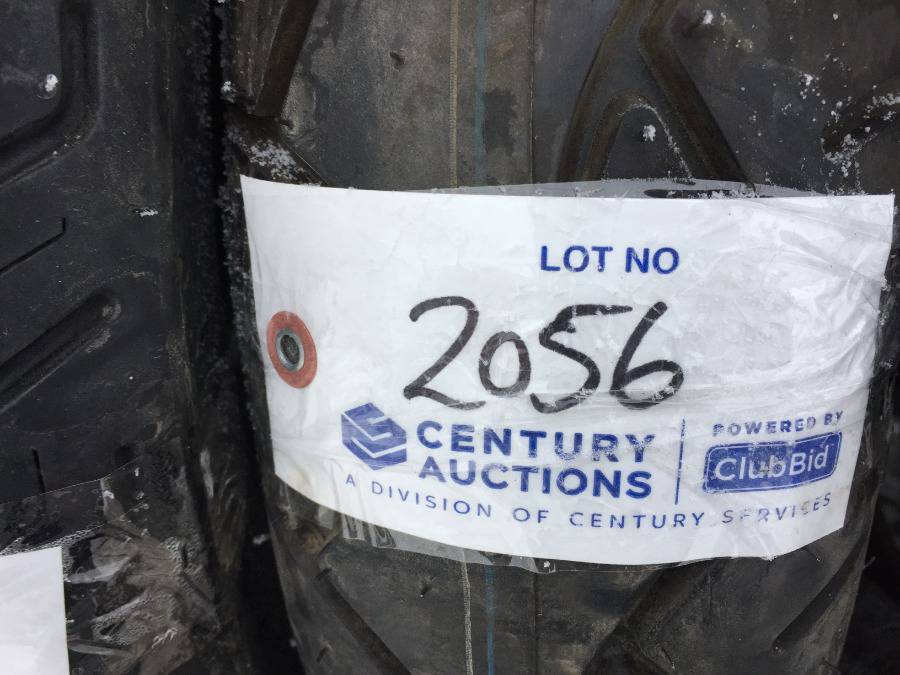 LOT NO
2056
CENTURY
AUCTIONS
A DIVISION OF CENTURY SERVICES
POWERED BY
ClubBid